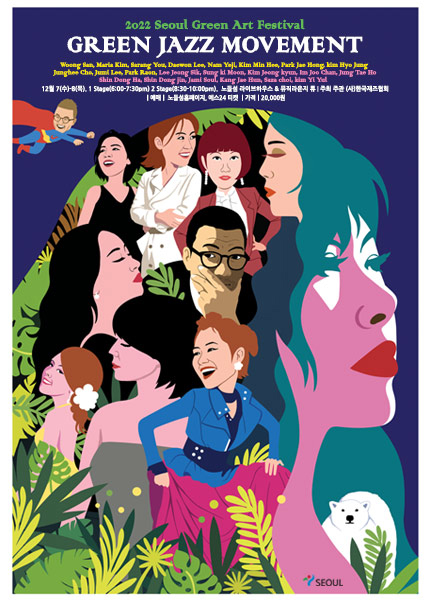 2022 Seoul Green Art Festival
GREEN JAZZ MOVEMENT
Woong San, Maria Kim, Sarang You, Daewon Lee, Nam Yeji, Kim Min Hee, Park Jae Hong, kim Hyo Jung
Junghee Cho, Jumi Lee, Park Raon, Lee Jeong Sik, Sung ki Moon, Kim Jeong kyun, Im Joo Chan, Jung Tae Ho
Shin Dong Ha, Shin Dong jin, Jami Soul, Kang Jae Hun, Saza choi, kim Yi Yul
12월 7(수)-8(목), 1 Stage(6:00-7:30pm) 2 Stage(8:30-10:00pm), 노들섬 라이브하우스 & 뮤직라운지 류 | 주최 주관 (사)한국재즈협회
| 예매 | 노들섬홈페이지, 예스24 티켓 | 가격 | 20,000원
SEOUL